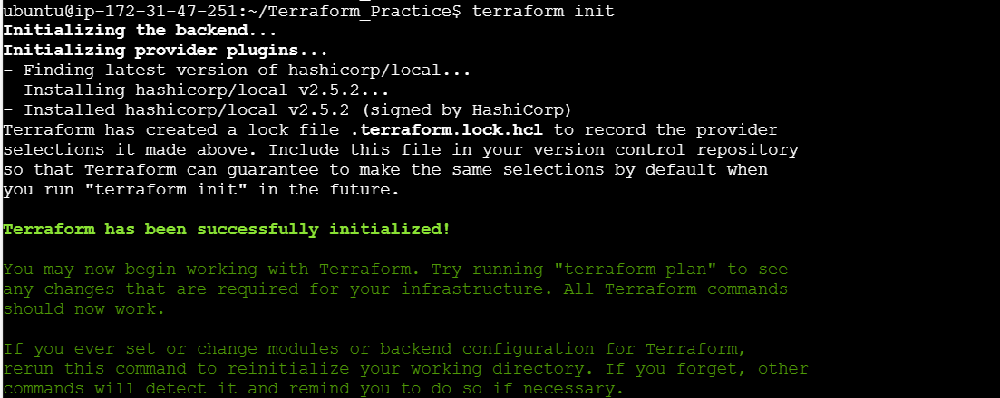 ubuntu@ip-172-31-47-251:~/Terraform_Practice$ terraform init
Initializing the backend...
Initializing provider plugins...
- Finding latest version of hashicorp/local...
- Installing hashicorp/local v2.5.2...
- Installed hashicorp/local v2.5.2 (signed by HashiCorp)
Terraform has created a lock file .terraform.lock.hcl to record the provider
selections it made above. Include this file in your version control repository
so that Terraform can guarantee to make the same selections by default when
you run "terraform init" in the future.
Terraform has been successfully initialized!
You may now begin working with Terraform. Try running "terraform plan" to see
any changes that are required for your infrastructure. All Terraform commands
should now work.
If you ever set or change modules or backend configuration for Terraform,
rerun this command to reinitialize your working directory. If you forget, other
commands will detect it and remind you to do so if necessary.